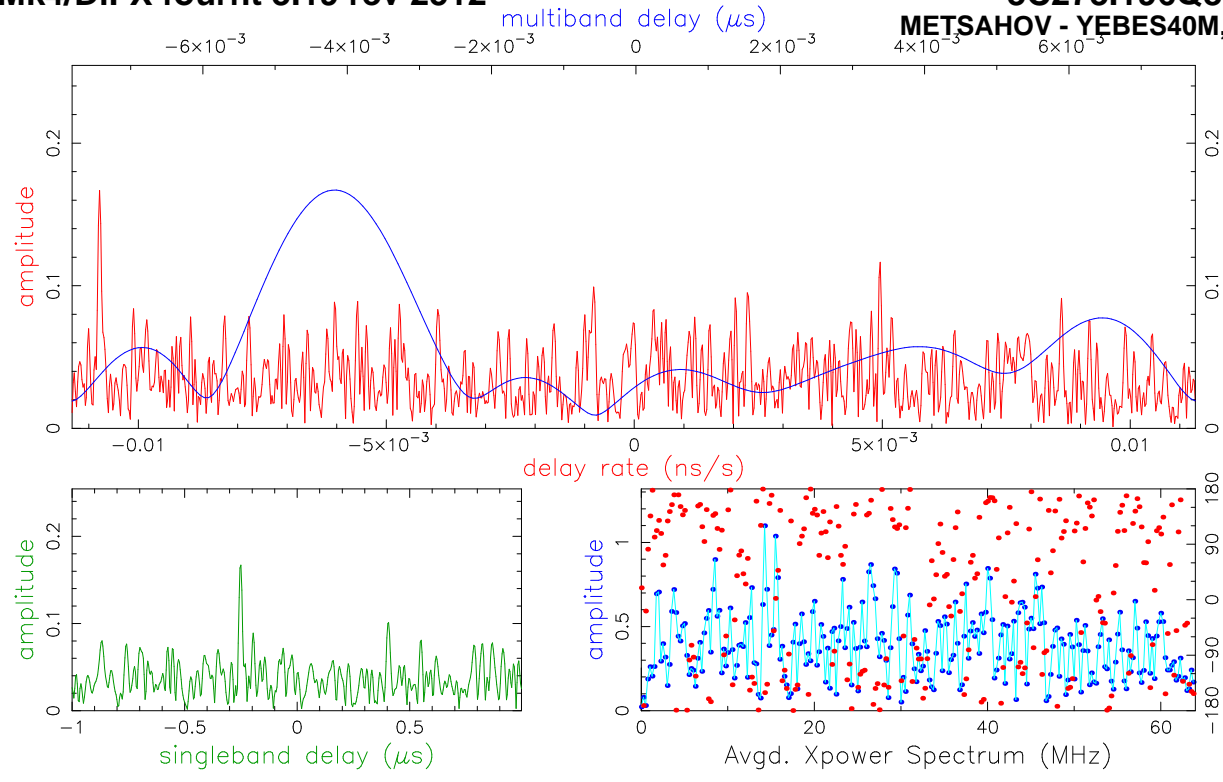 multiband delay (μs)
METSAHOV - YEBES40M,
−6×10⁻³ −4×10⁻³ −2×10⁻³ 0 2×10⁻³ 4×10⁻³ 6×10⁻³
amplitude
0 0.1 0.2
0 0.1 0.2
−0.01 −5×10⁻³ 0 5×10⁻³ 0.01
delay rate (ns/s)
amplitude
0 0.1 0.2
−1 −0.5 0 0.5
singleband delay (μs)
amplitude
0 0.5 1
−180 −90 0 90 180
0 20 40 60
Avgd. Xpower Spectrum (MHz)